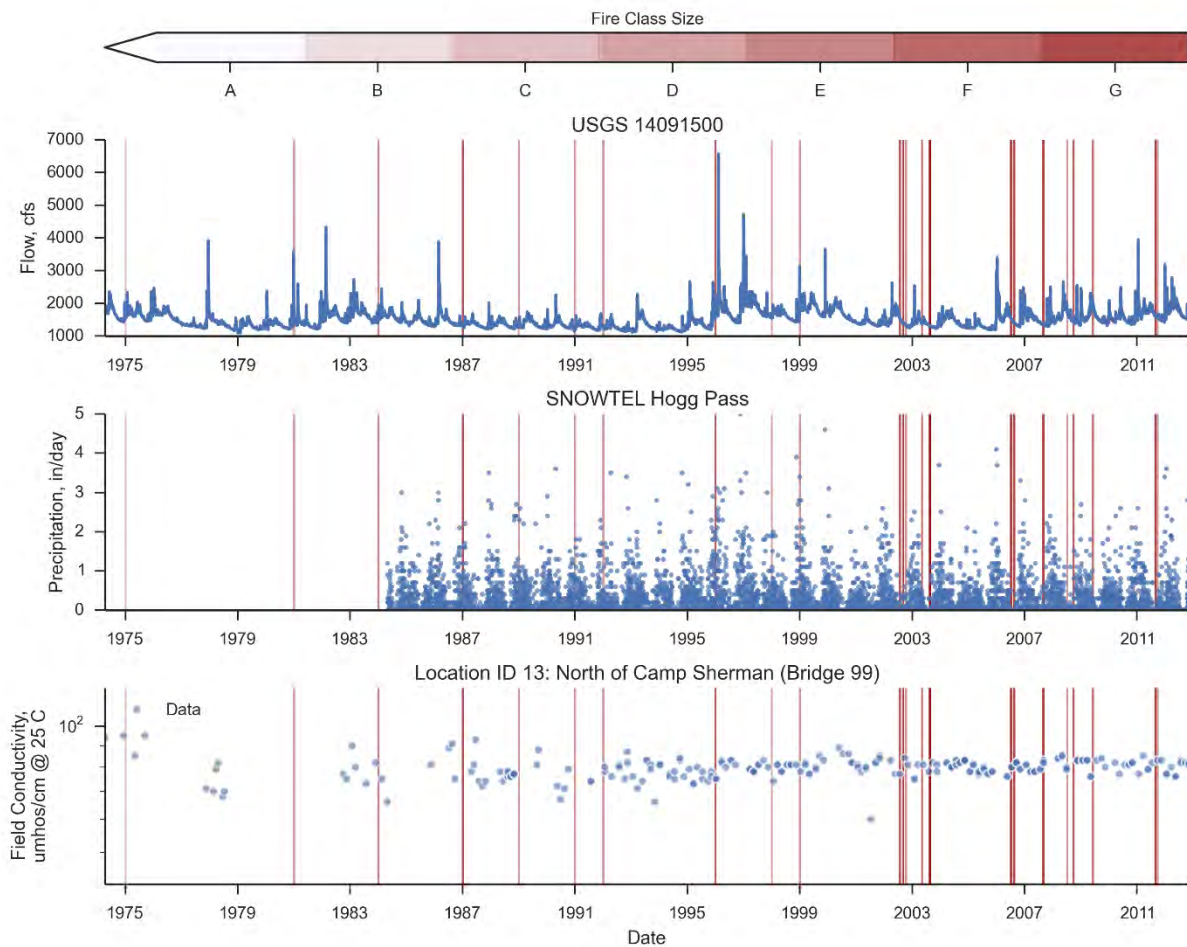 Fire Class Size
A B C D E F G
USGS 14091500
7000
6000
5000
4000
3000
2000
1000
Flow, cfs
1975 1979 1983 1987 1991 1995 1999 2003 2007 2011
SNOWTEL Hogg Pass
5
4
3
2
1
0
Precipitation, in/day
1975 1979 1983 1987 1991 1995 1999 2003 2007 2011
Location ID 13: North of Camp Sherman (Bridge 99)
Data
10²
Field Conductivity,
umhos/cm @ 25 C
1975 1979 1983 1987 1991 1995 1999 2003 2007 2011
Date